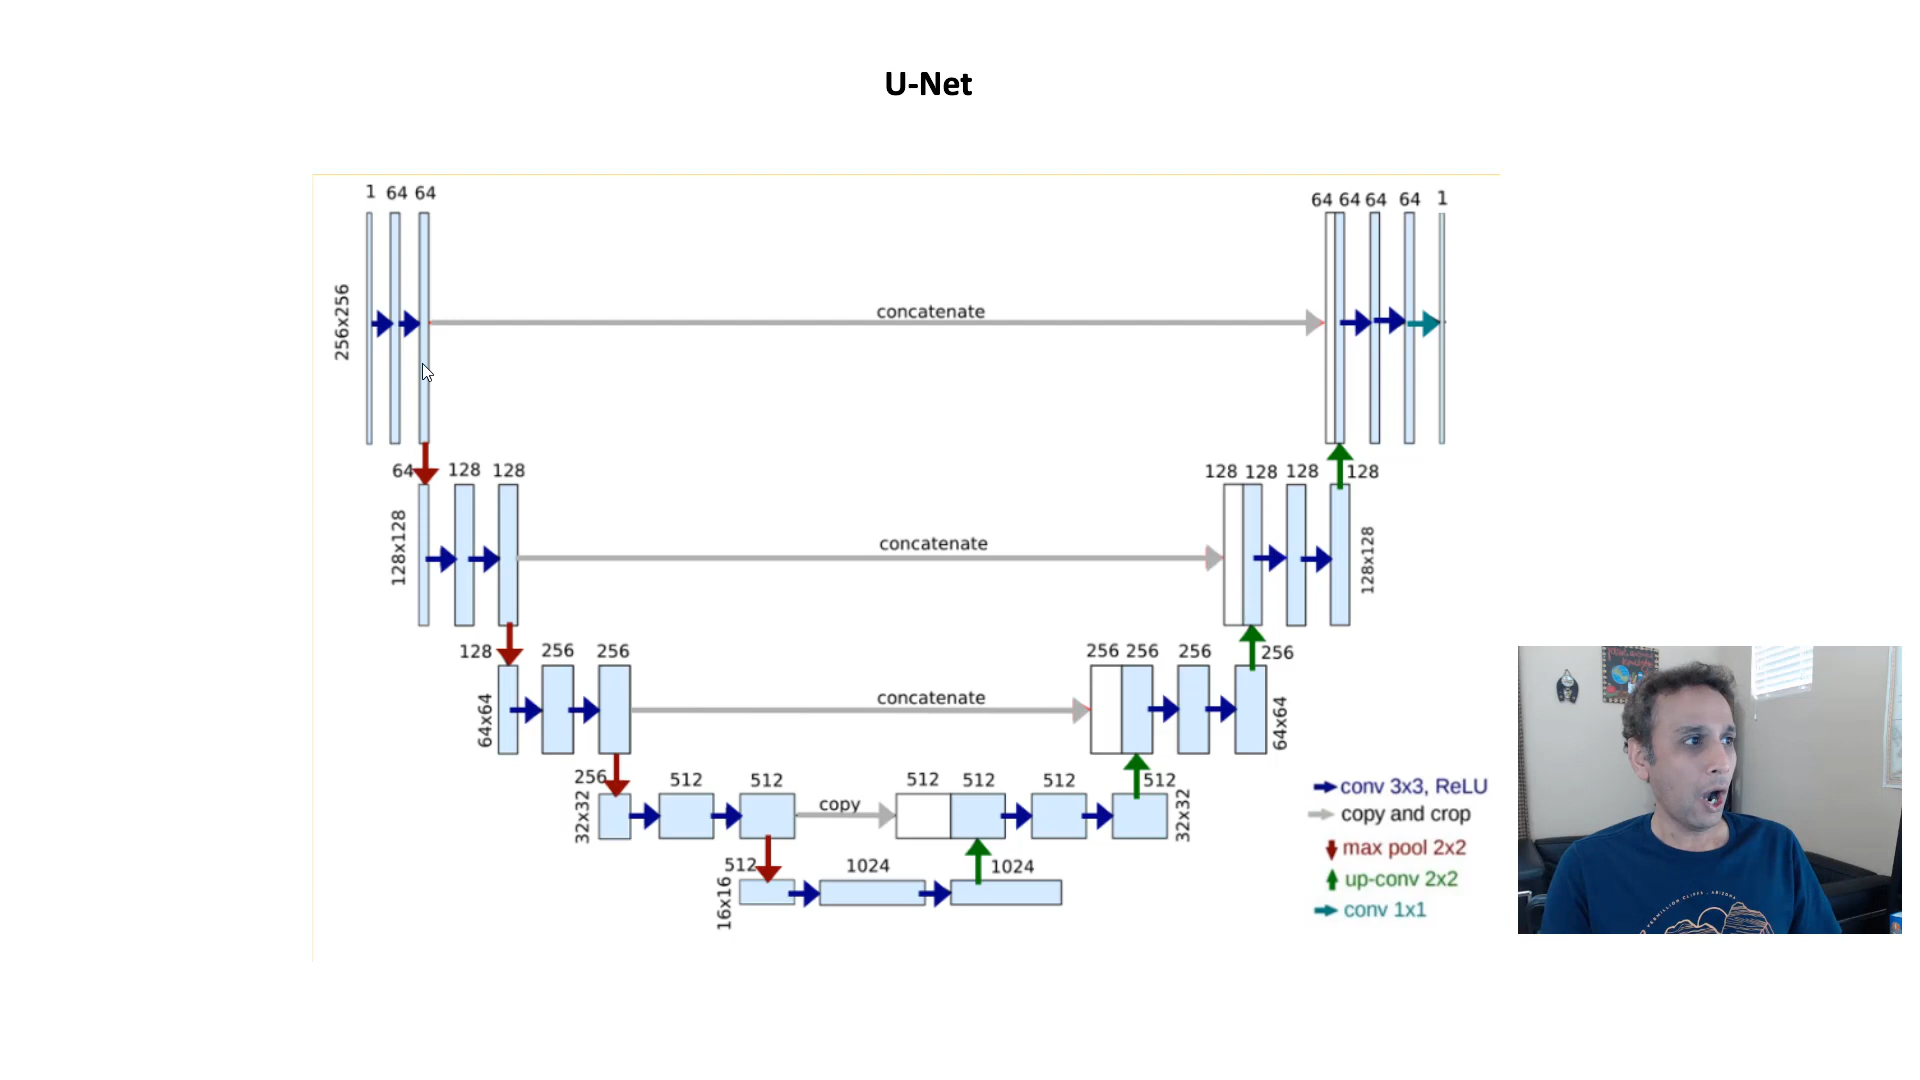 U-Net
1 64 64
64 64 64 64 1
256x256
concatenate
64 128 128
128 128 128 128
128x128
concatenate
128x128
128 256 256
256 256 256 256
64x64
concatenate
64x64
256 512 512
512 512 512 512
32x32
copy
32x32
512 1024 1024
16x16
conv 3x3, ReLU
copy and crop
max pool 2x2
up-conv 2x2
conv 1x1
VERMILLION CLIFFS - ARIZONA